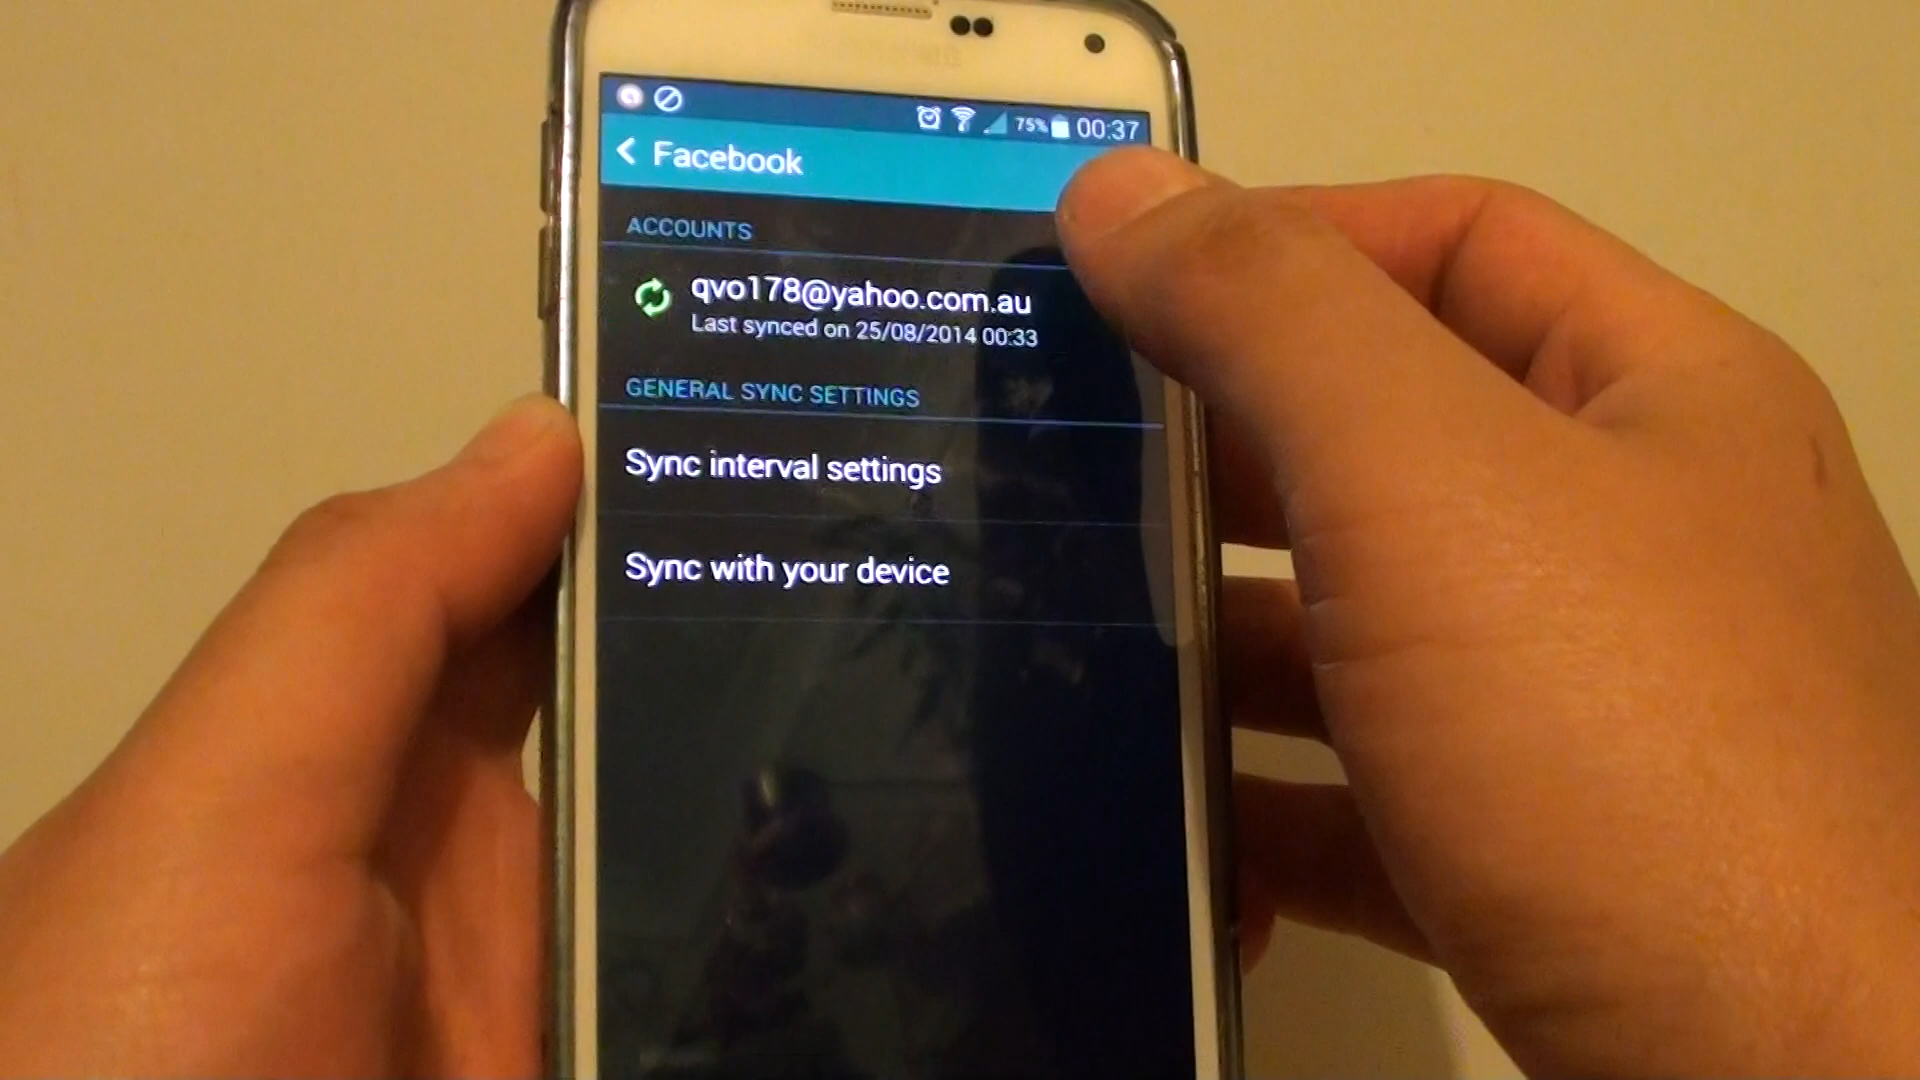 75% 00:37
Facebook
ACCOUNTS
qvo178@yahoo.com.au
Last synced on 25/08/2014 00:33
GENERAL SYNC SETTINGS
Sync interval settings
Sync with your device